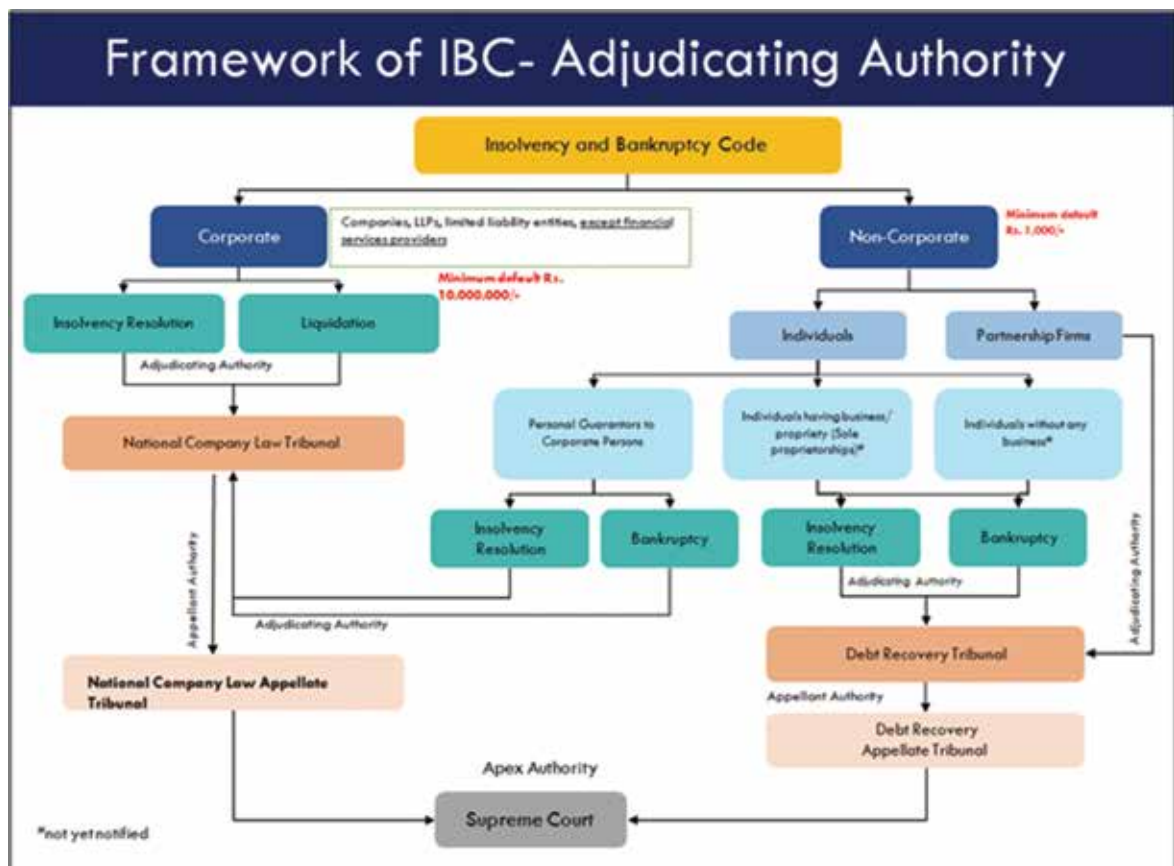 Framework of IBC- Adjudicating Authority
Insolvency and Bankruptcy Code
Corporate
Companies, LLPs, limited liability entities, except financial
services providers
Minimum default Rs.
10,000,000/-
Non-Corporate
Minimum default
Rs. 1,000/-
Insolvency Resolution
Liquidation
Adjudicating Authority
Individuals
Partnership Firms
National Company Law Tribunal
Personal Guarantors to
Corporate Persons
Individuals having business/
propriety (Sole
proprietorships)*
Individuals without any
business*
Insolvency
Resolution
Bankruptcy
Insolvency
Resolution
Bankruptcy
Appellant Authority
Adjudicating Authority
Adjudicating Authority
Adjudicating Authority
National Company Law Appellate
Tribunal
Debt Recovery Tribunal
Appellant Authority
Debt Recovery
Appellate Tribunal
Apex Authority
Supreme Court
*not yet notified